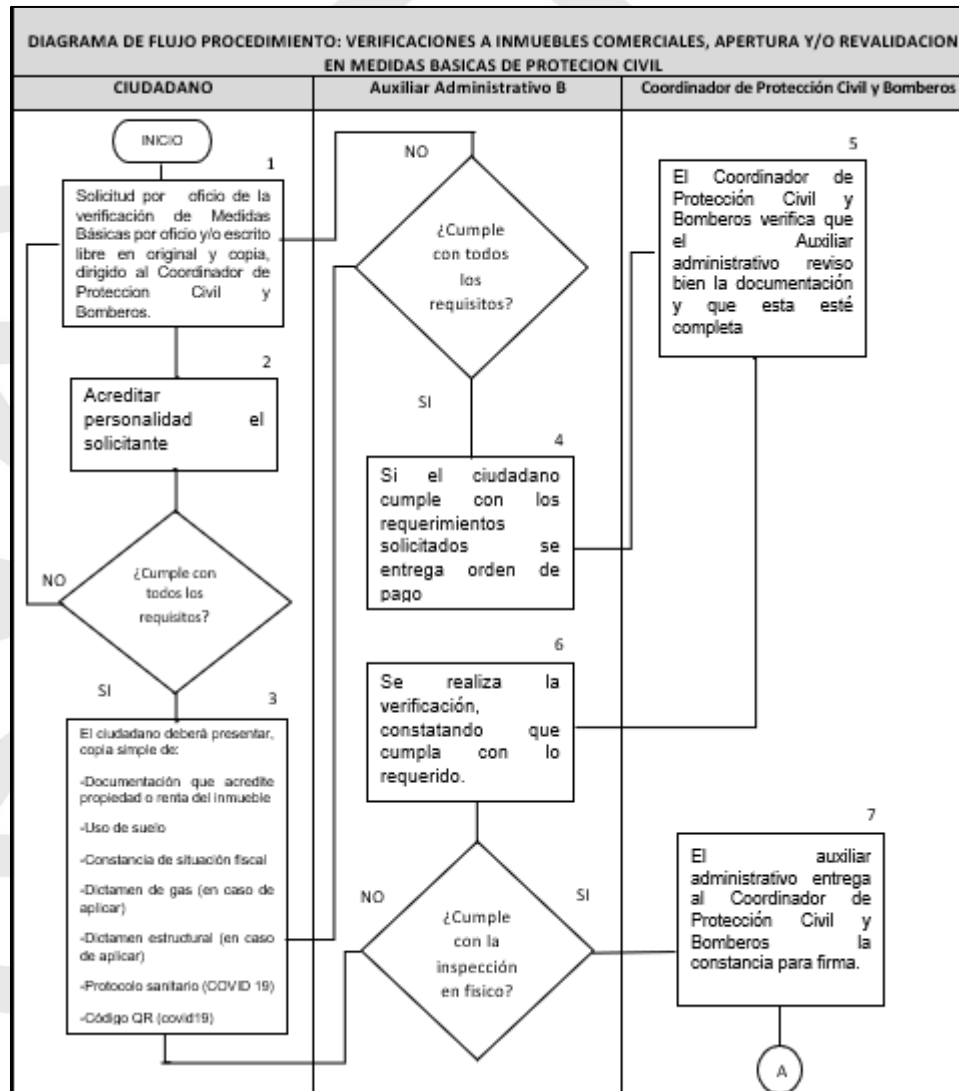 DIAGRAMA DE FLUJO PROCEDIMIENTO: VERIFICACIONES A INMUEBLES COMERCIALES, APERTURA Y/O REVALIDACION
EN MEDIDAS BASICAS DE PROTECION CIVIL
CIUDADANO
Auxiliar Administrativo B
Coordinador de Protección Civil y Bomberos
INICIO
1
Solicitud por oficio de la
verificación de Medidas
Básicas por oficio y/o escrito
libre en original y copia,
dirigido al Coordinador de
Proteccion Civil y
Bomberos.
2
Acreditar
personalidad el
solicitante
¿Cumple con
todos los
requisitos?
NO
SI
3
El ciudadano deberá presentar,
copia simple de:
-Documentación que acredite
propiedad o renta del inmueble
-Uso de suelo
-Constancia de situación fiscal
-Dictamen de gas (en caso de
aplicar)
-Dictamen estructural (en caso
de aplicar)
-Protocolo sanitario (COVID 19)
-Código QR (covid19)
NO
¿Cumple
con todos
los
requisitos?
SI
4
Si el ciudadano
cumple con los
requerimientos
solicitados se
entrega orden de
pago
5
El Coordinador de
Protección Civil y
Bomberos verifica que
el Auxiliar
administrativo reviso
bien la documentación
y que esta esté
completa
6
Se realiza la
verificación,
constatando que
cumpla con lo
requerido.
NO
¿Cumple
con la
inspección
en fisico?
SI
7
El auxiliar
administrativo entrega
al Coordinador de
Protección Civil y
Bomberos la
constancia para firma.
A